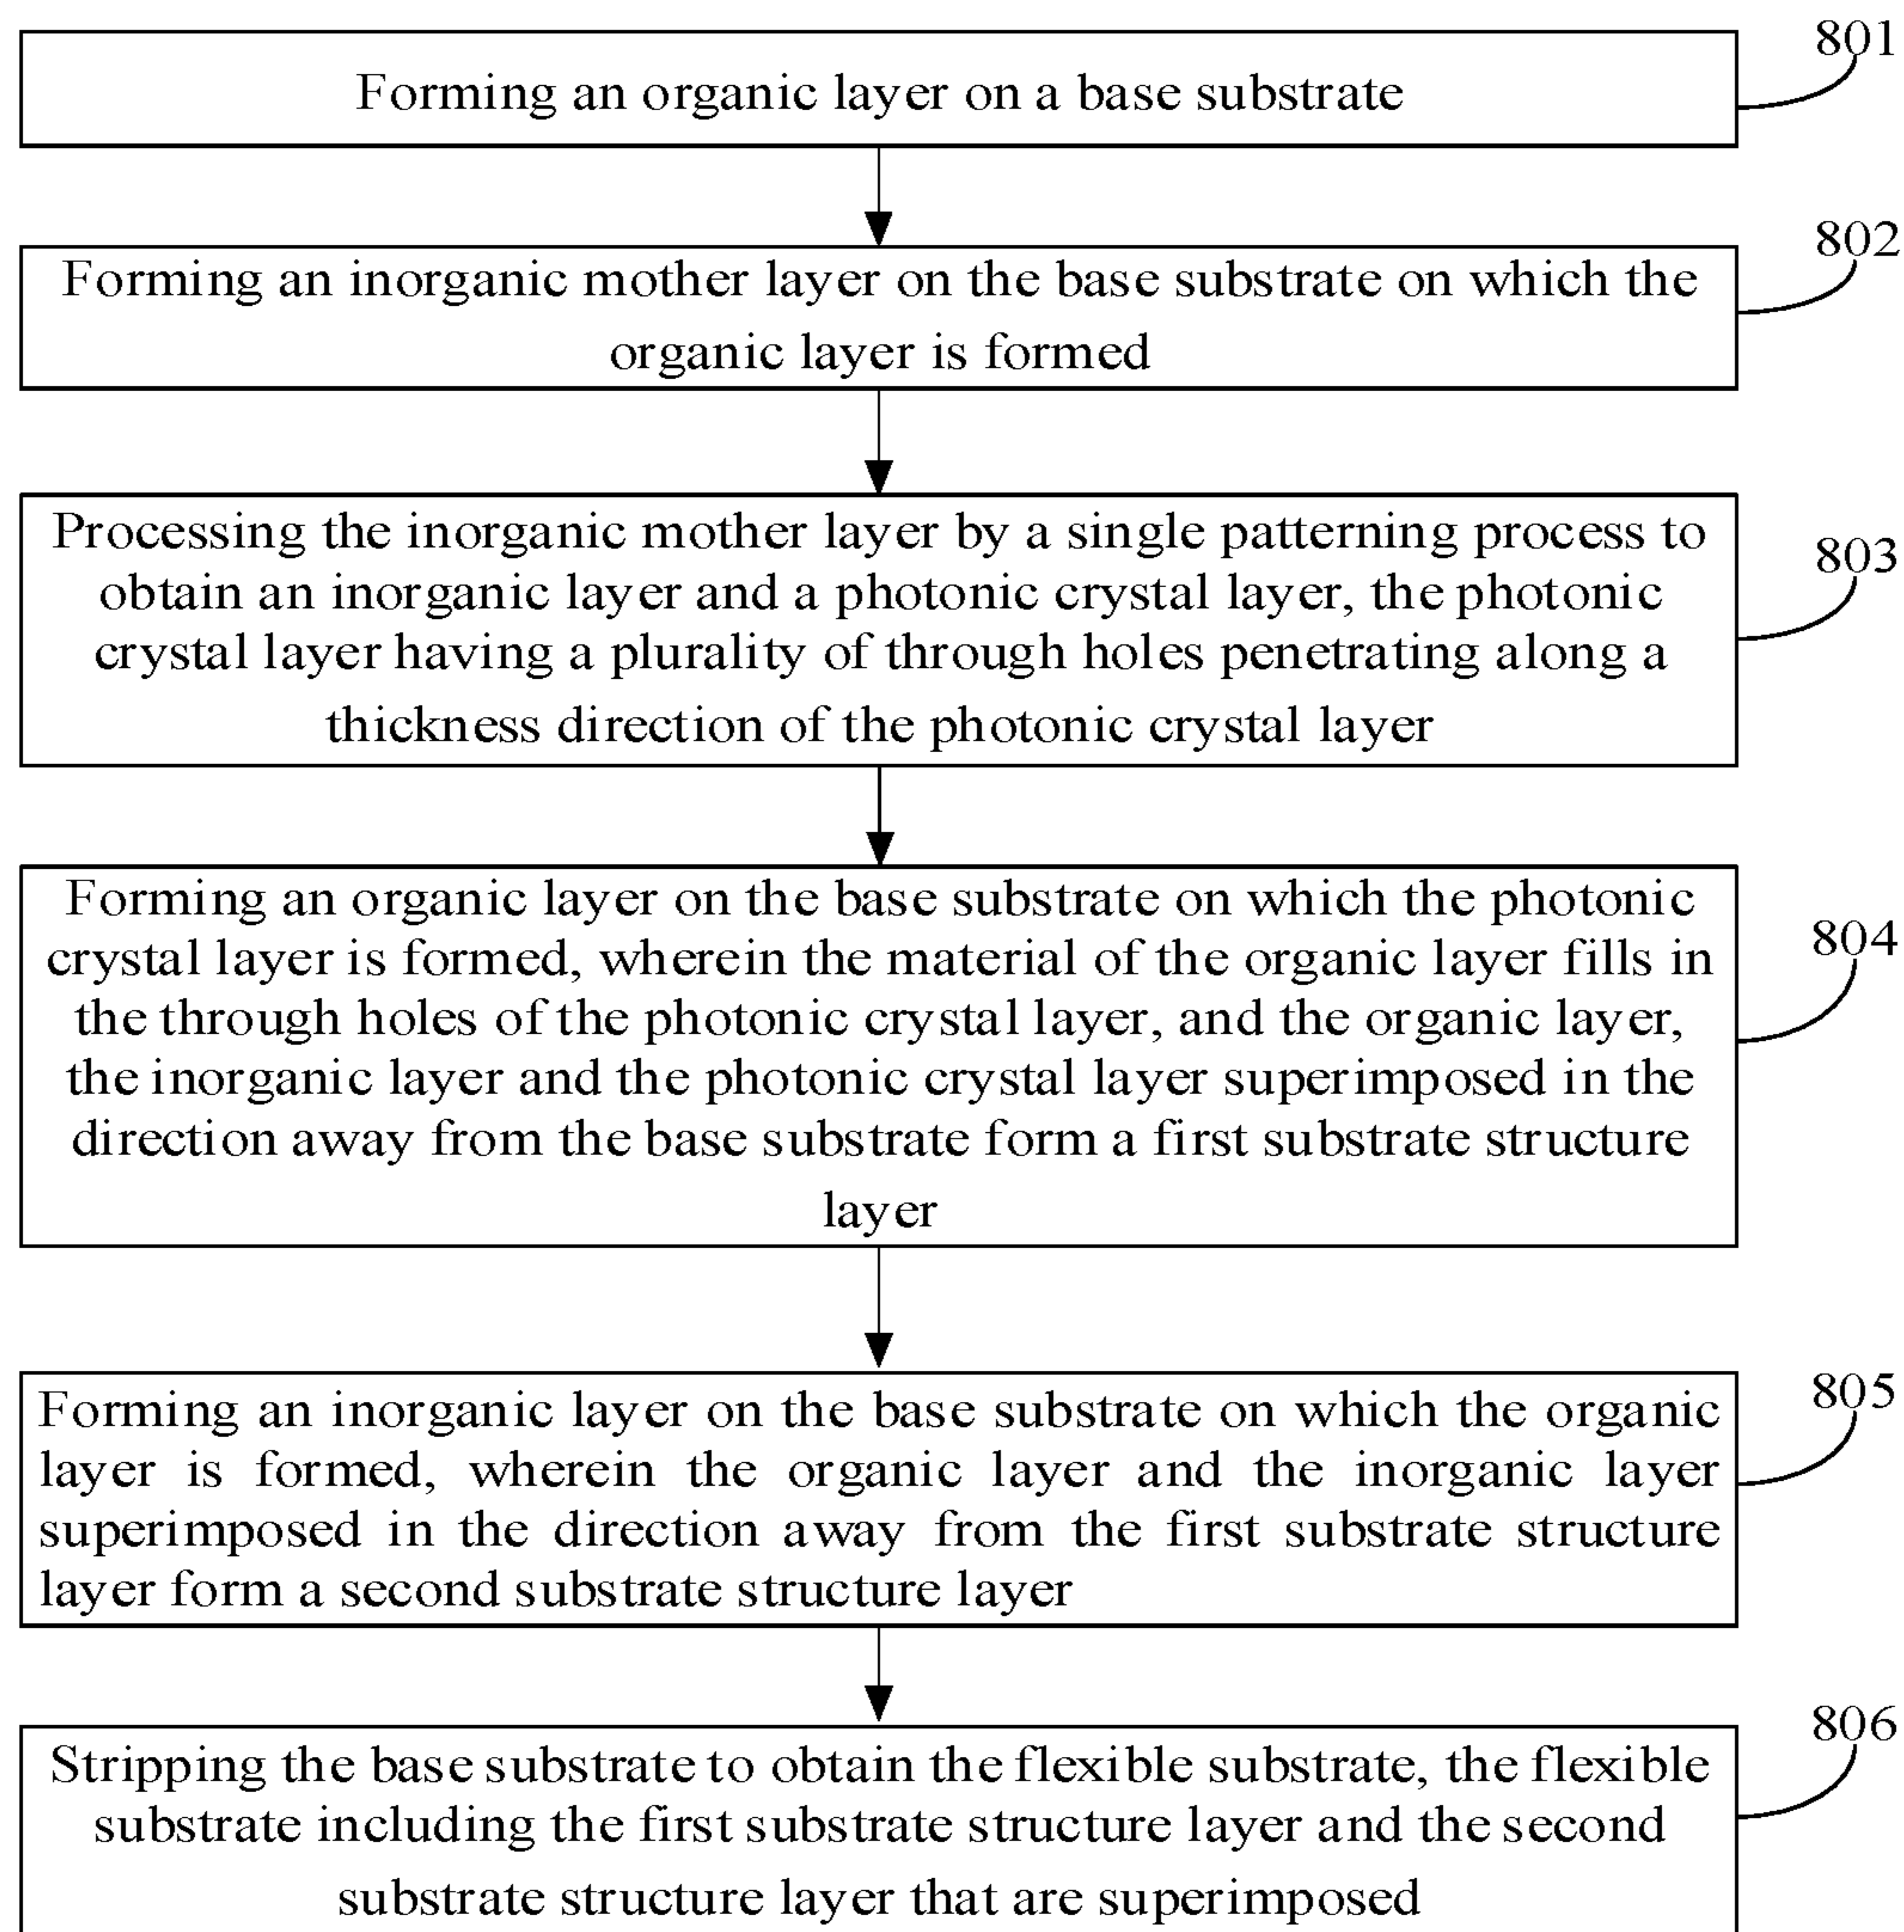 801
Forming an organic layer on a base substrate
802
Forming an inorganic mother layer on the base substrate on which the
organic layer is formed
803
Processing the inorganic mother layer by a single patterning process to
obtain an inorganic layer and a photonic crystal layer, the photonic
crystal layer having a plurality of through holes penetrating along a
thickness direction of the photonic crystal layer
804
Forming an organic layer on the base substrate on which the photonic
crystal layer is formed, wherein the material of the organic layer fills in
the through holes of the photonic crystal layer, and the organic layer,
the inorganic layer and the photonic crystal layer superimposed in the
direction away from the base substrate form a first substrate structure
layer
805
Forming an inorganic layer on the base substrate on which the organic
layer is formed, wherein the organic layer and the inorganic layer
superimposed in the direction away from the first substrate structure
layer form a second substrate structure layer
806
Stripping the base substrate to obtain the flexible substrate, the flexible
substrate including the first substrate structure layer and the second
substrate structure layer that are superimposed